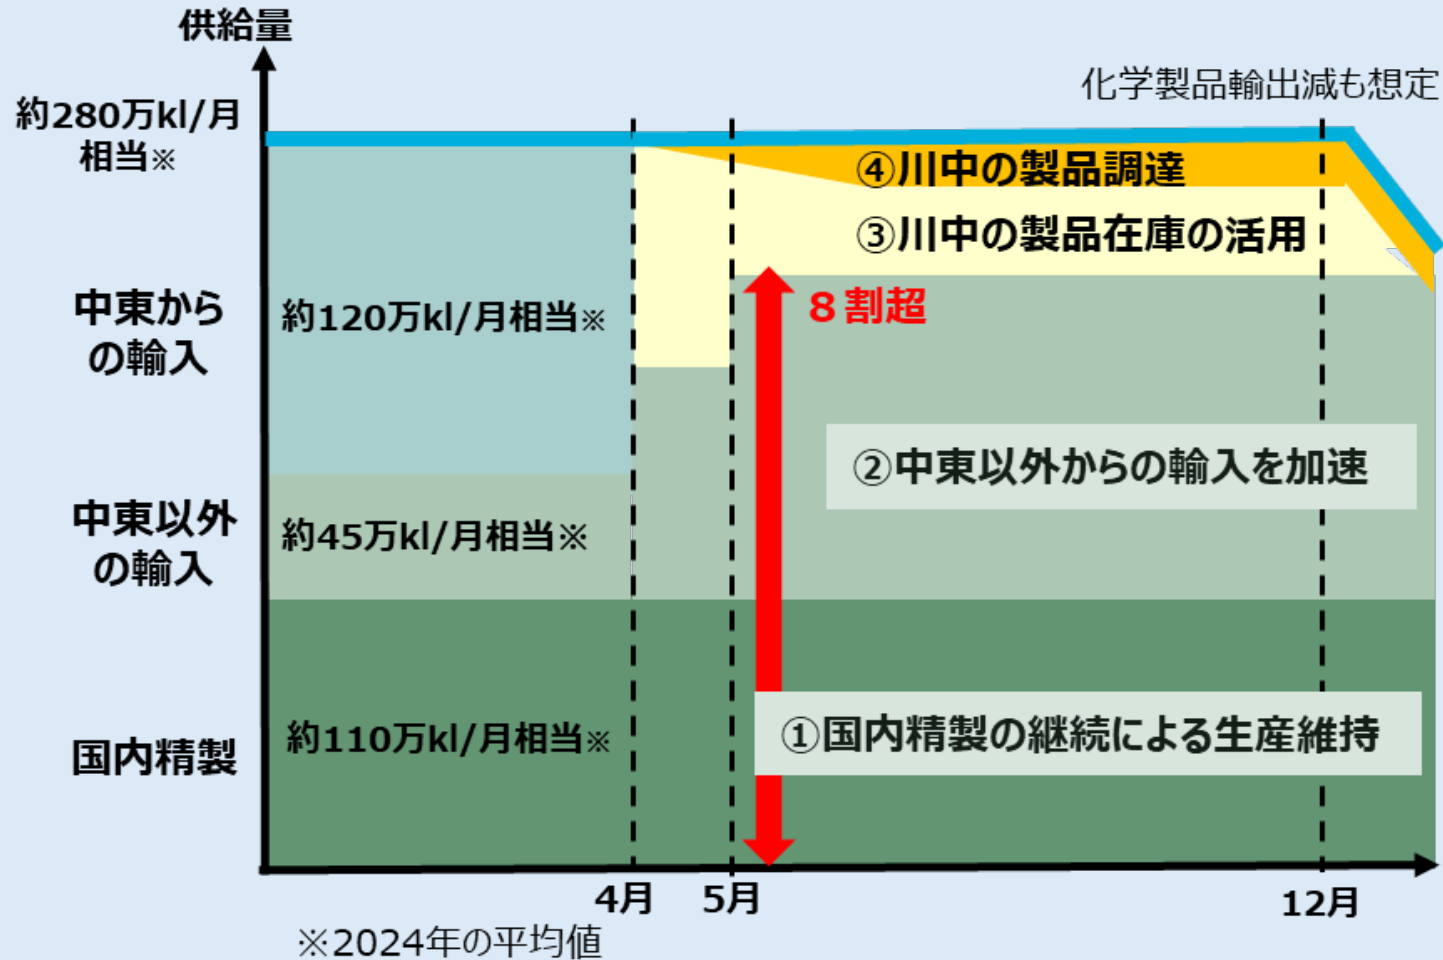 供給量
約280万kl/月
相当※
化学製品輸出減も想定
④川中の製品調達
③川中の製品在庫の活用
8割超
中東から
の輸入
約120万kl/月相当※
②中東以外からの輸入を加速
中東以外
の輸入
約45万kl/月相当※
国内精製
約110万kl/月相当※
①国内精製の継続による生産維持
4月
5月
12月
※2024年の平均値